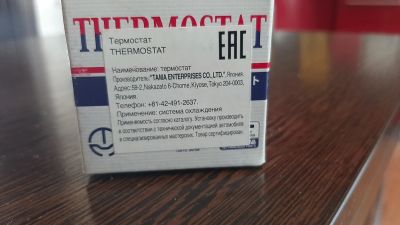 THERMOSTAT
Термостат
THERMOSTAT
EAC
Наименование: термостат
Производитель: "TAMA ENTERPRISES CO.,LTD.", Япония.
Адрес: 59-2, Nakazato 6-Chome, Kiyose, Tokyo 204-0003,
Япония.
Телефон: +81-42-491-2637.
Применение: система охлаждения
Применяемость согласно каталогу. Установку производить
в соответствии с технической документацией автомобиля
в специализированных мастерских. Товар сертифицирован.